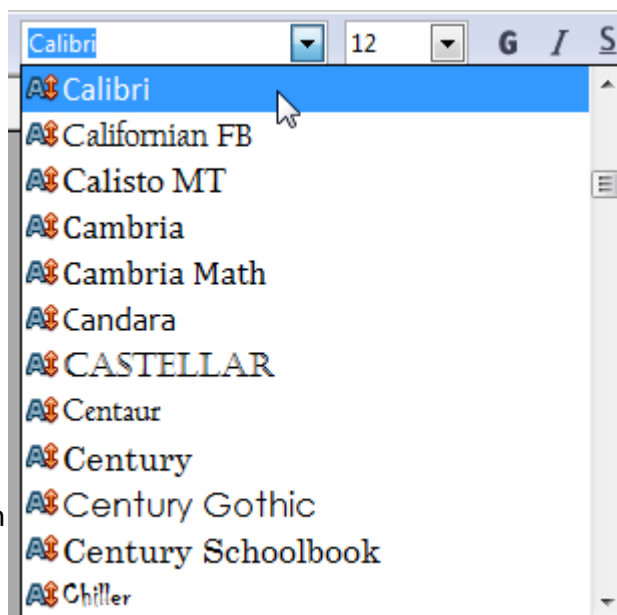 Calibri 12 G I S
Calibri
Californian FB
Calisto MT
Cambria
Cambria Math
Candara
CASTELLAR
Centaur
Century
n
Century Gothic
Century Schoolbook
Chiller